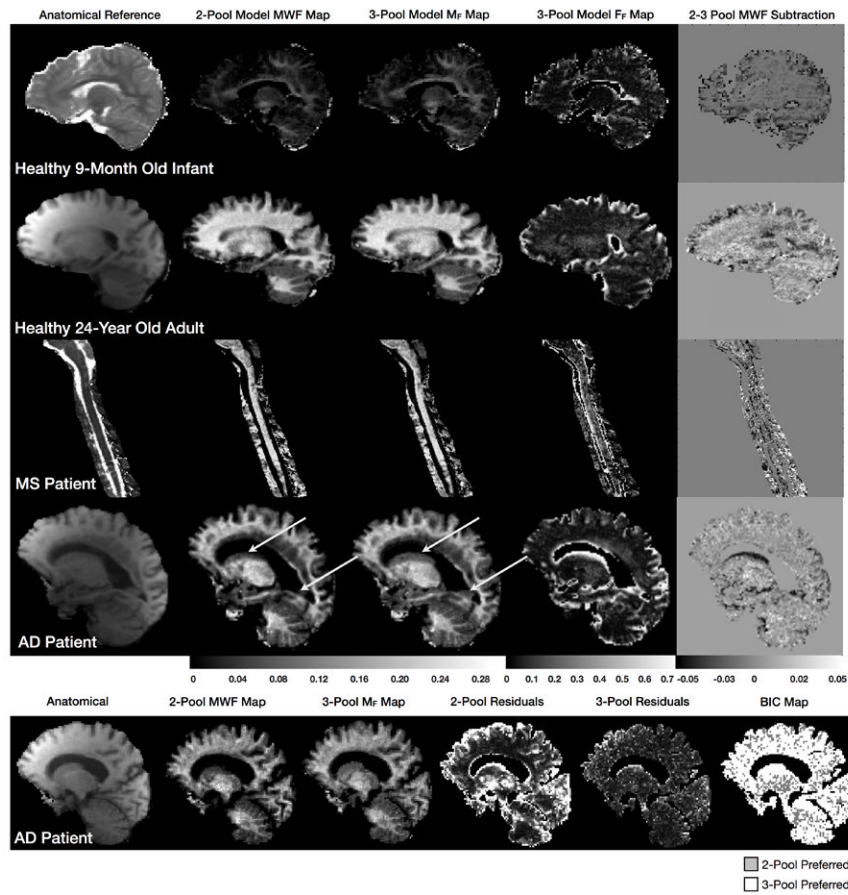 Anatomical Reference 2-Pool Model MWF Map 3-Pool Model MF Map 3-Pool Model FF Map 2-3 Pool MWF Subtraction
Healthy 9-Month Old Infant
Healthy 24-Year Old Adult
MS Patient
AD Patient
0 0.04 0.08 0.12 0.16 0.20 0.24 0.28 0 0.1 0.2 0.3 0.4 0.5 0.6 0.7 -0.05 -0.03 0 0.03 0.05
Anatomical 2-Pool MWF Map 3-Pool MF Map 2-Pool Residuals 3-Pool Residuals BIC Map
AD Patient
2-Pool Preferred
3-Pool Preferred